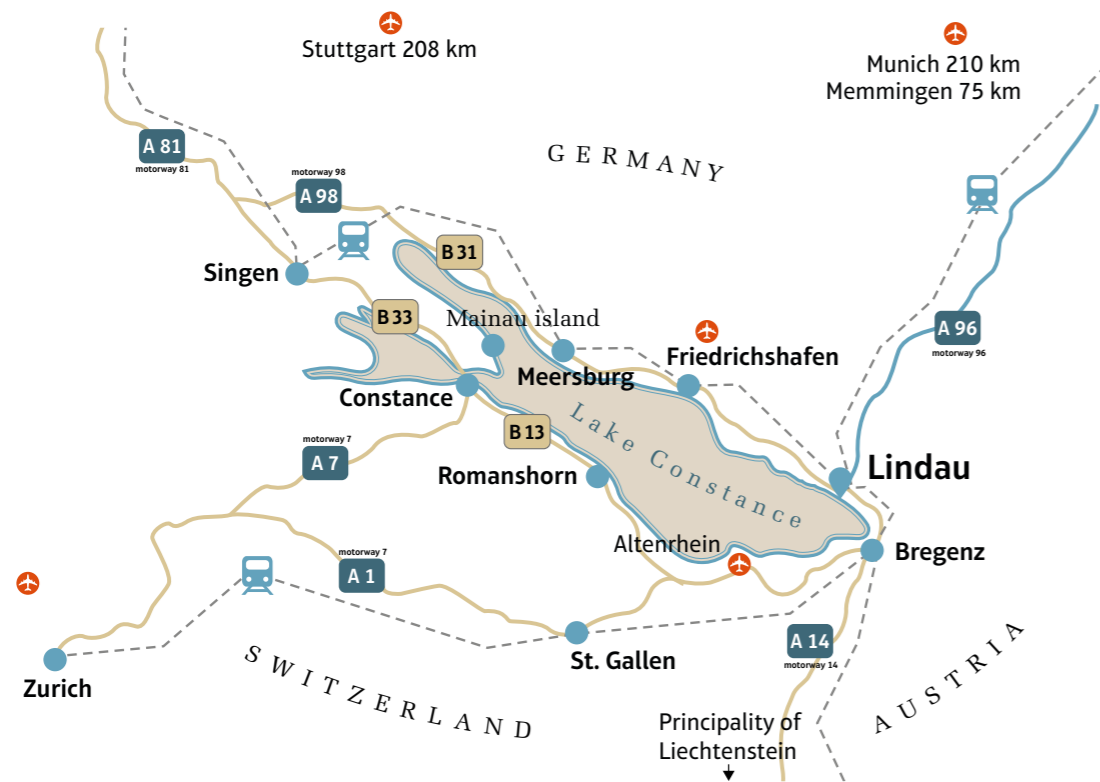 Stuttgart 208 km
Munich 210 km
Memmingen 75 km
GERMANY
A 81
motorway 81
motorway 98
A 98
B 31
Singen
B 33
Mainau island
Friedrichshafen
A 96
motorway 96
Meersburg
Constance
Lake Constance
B 13
motorway 7
A 7
Romanshorn
Lindau
Altenrhein
Bregenz
motorway 7
A 1
St. Gallen
A 14
motorway 14
Zurich
SWITZERLAND
AUSTRIA
Principality of
Liechtenstein